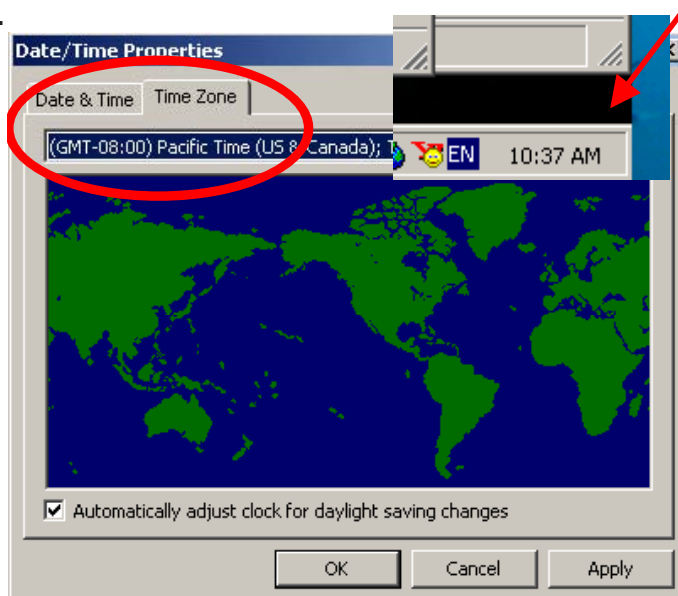 Date/Time Properties
Date & Time Time Zone
(GMT-08:00) Pacific Time (US & Canada);
EN 10:37 AM
Automatically adjust clock for daylight saving changes
OK Cancel Apply